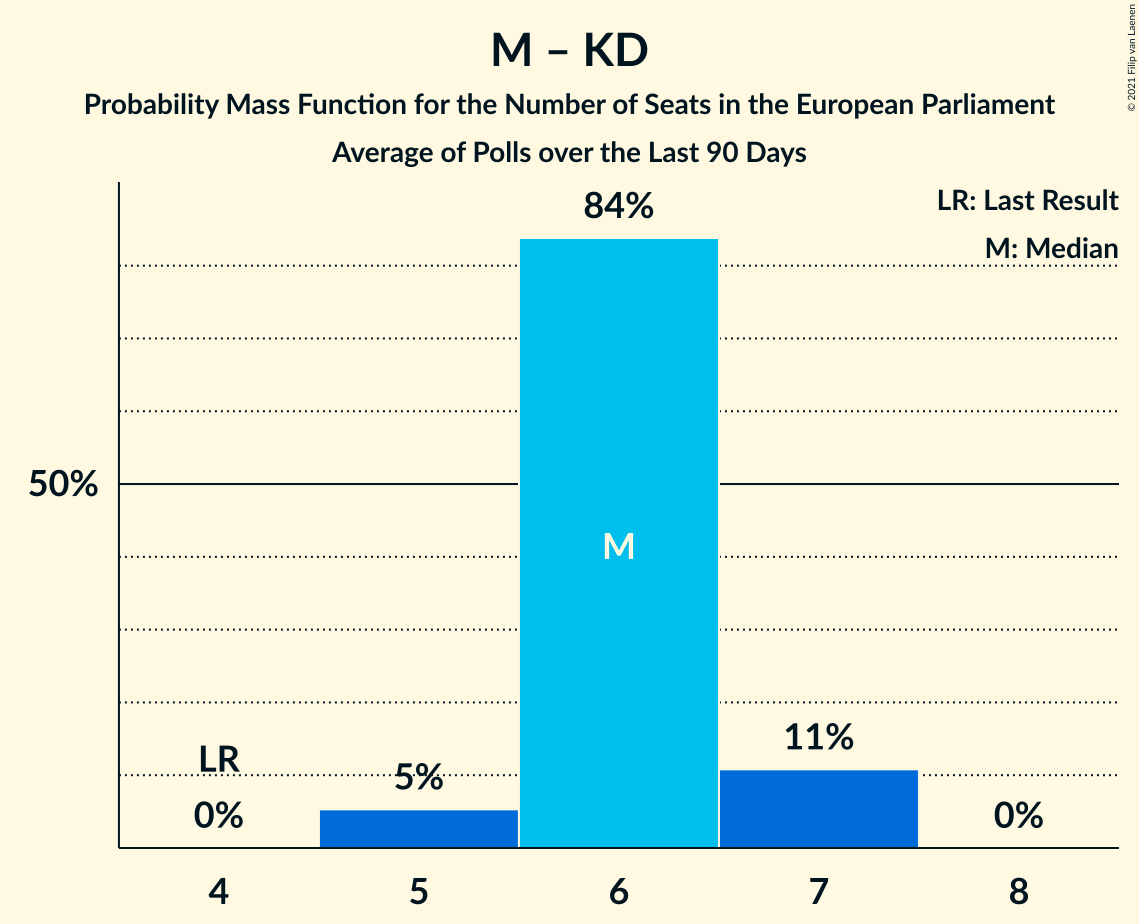 M – KD
Probability Mass Function for the Number of Seats in the European Parliament
Average of Polls over the Last 90 Days
© 2021 Filip van Laenen
LR: Last Result
M: Median
84%
50%
M
LR
0%
5%
11%
0%
4 5 6 7 8